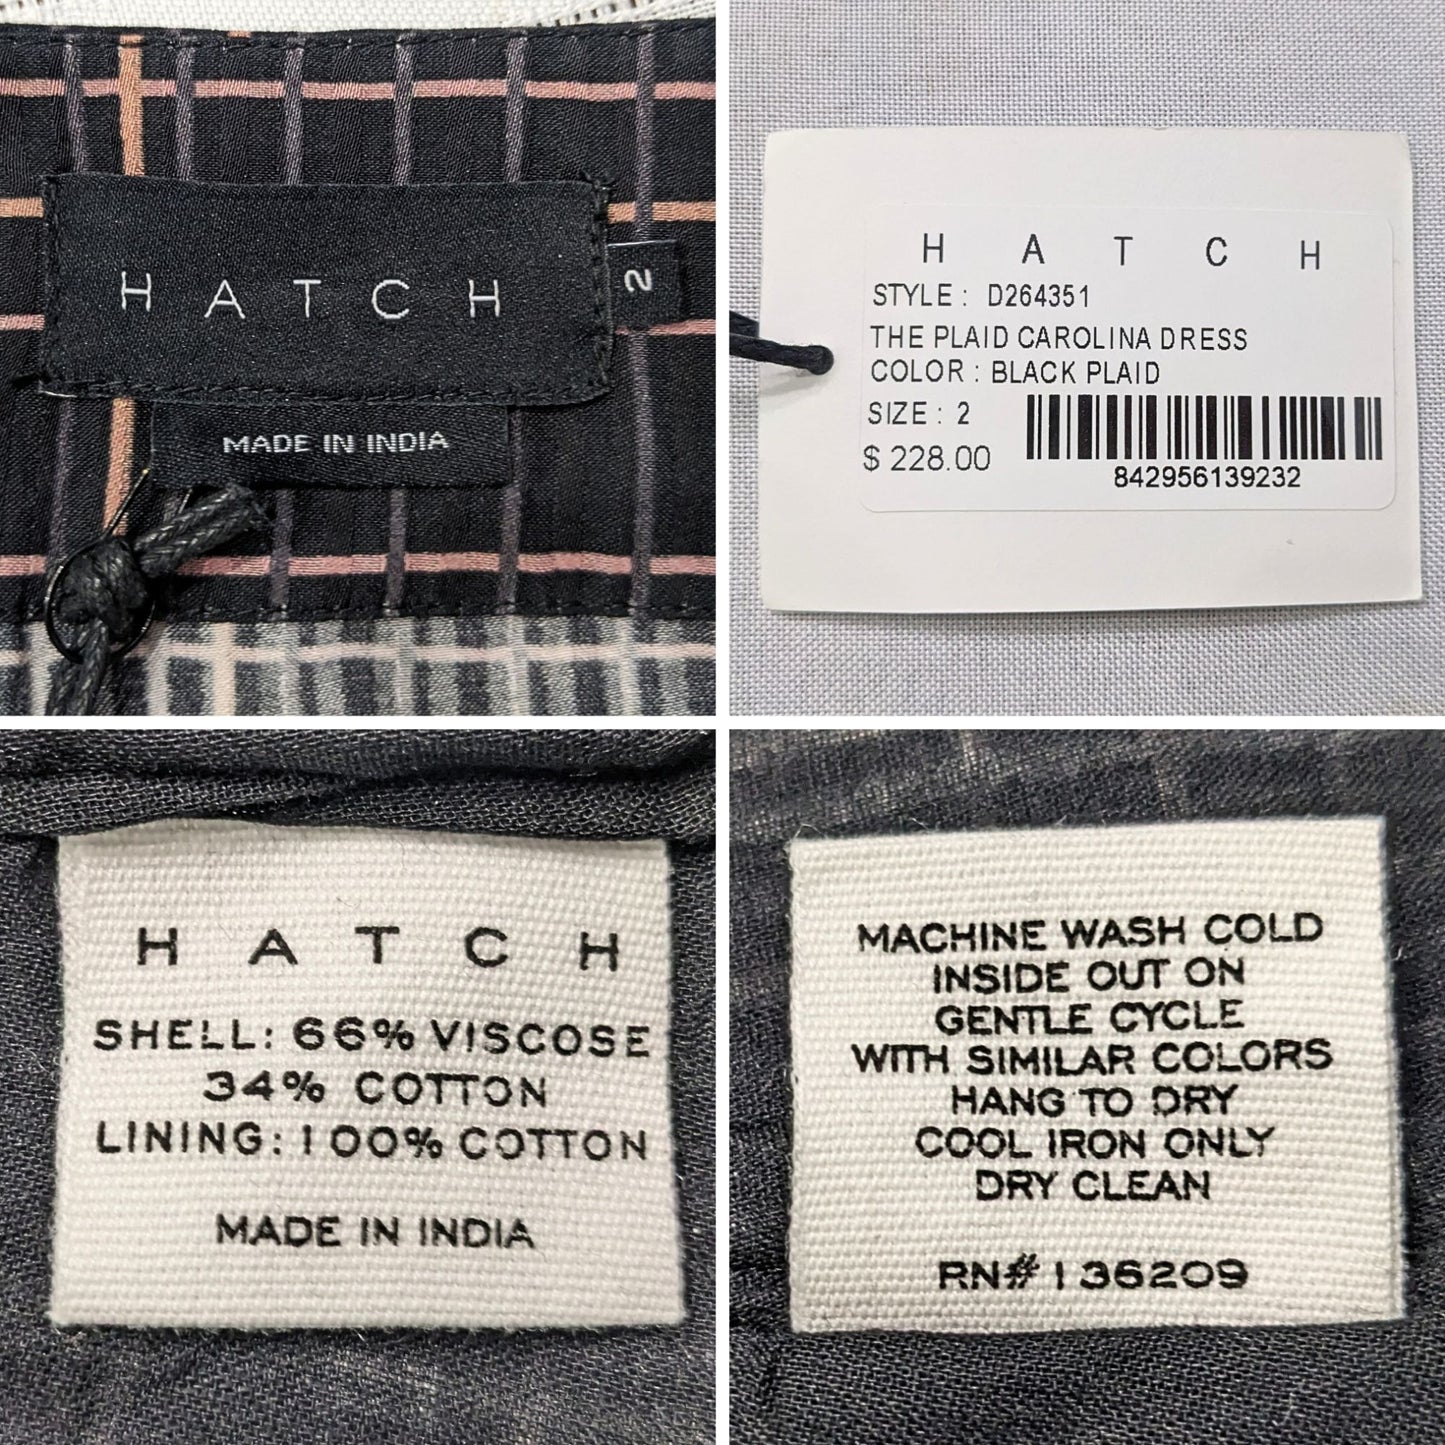 HATCH
2
MADE IN INDIA
HATCH
STYLE : D264351
THE PLAID CAROLINA DRESS
COLOR : BLACK PLAID
SIZE : 2
$ 228.00
842956139232
HATCH
SHELL: 66% VISCOSE
34% COTTON
LINING: 100% COTTON
MADE IN INDIA
MACHINE WASH COLD
INSIDE OUT ON
GENTLE CYCLE
WITH SIMILAR COLORS
HANG TO DRY
COOL IRON ONLY
DRY CLEAN
RN# 136209